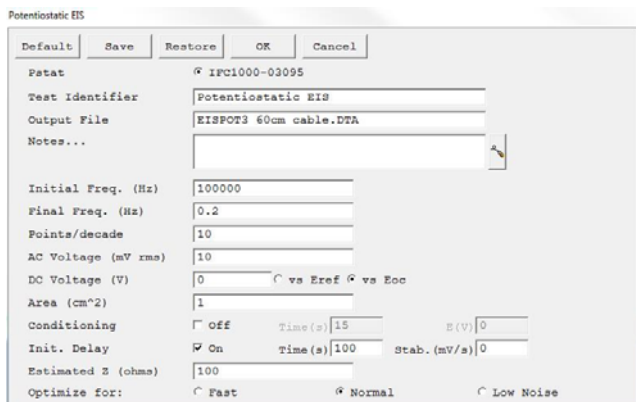 Potentiostatic EIS
Default Save Restore OK Cancel
Pstat IFC1000-03095
Test Identifier Potentiostatic EIS
Output File EISPOT3 60cm cable.DTA
Notes...
Initial Freq. (Hz) 100000
Final Freq. (Hz) 0.2
Points/decade 10
AC Voltage (mV rms) 10
DC Voltage (V) 0 vs Eref vs Eoc
Area (cm^2) 1
Conditioning Off Time(s) 15 E(V) 0
Init. Delay On Time(s) 100 Stab.(mV/s) 0
Estimated Z (ohms) 100
Optimize for: Fast Normal Low Noise